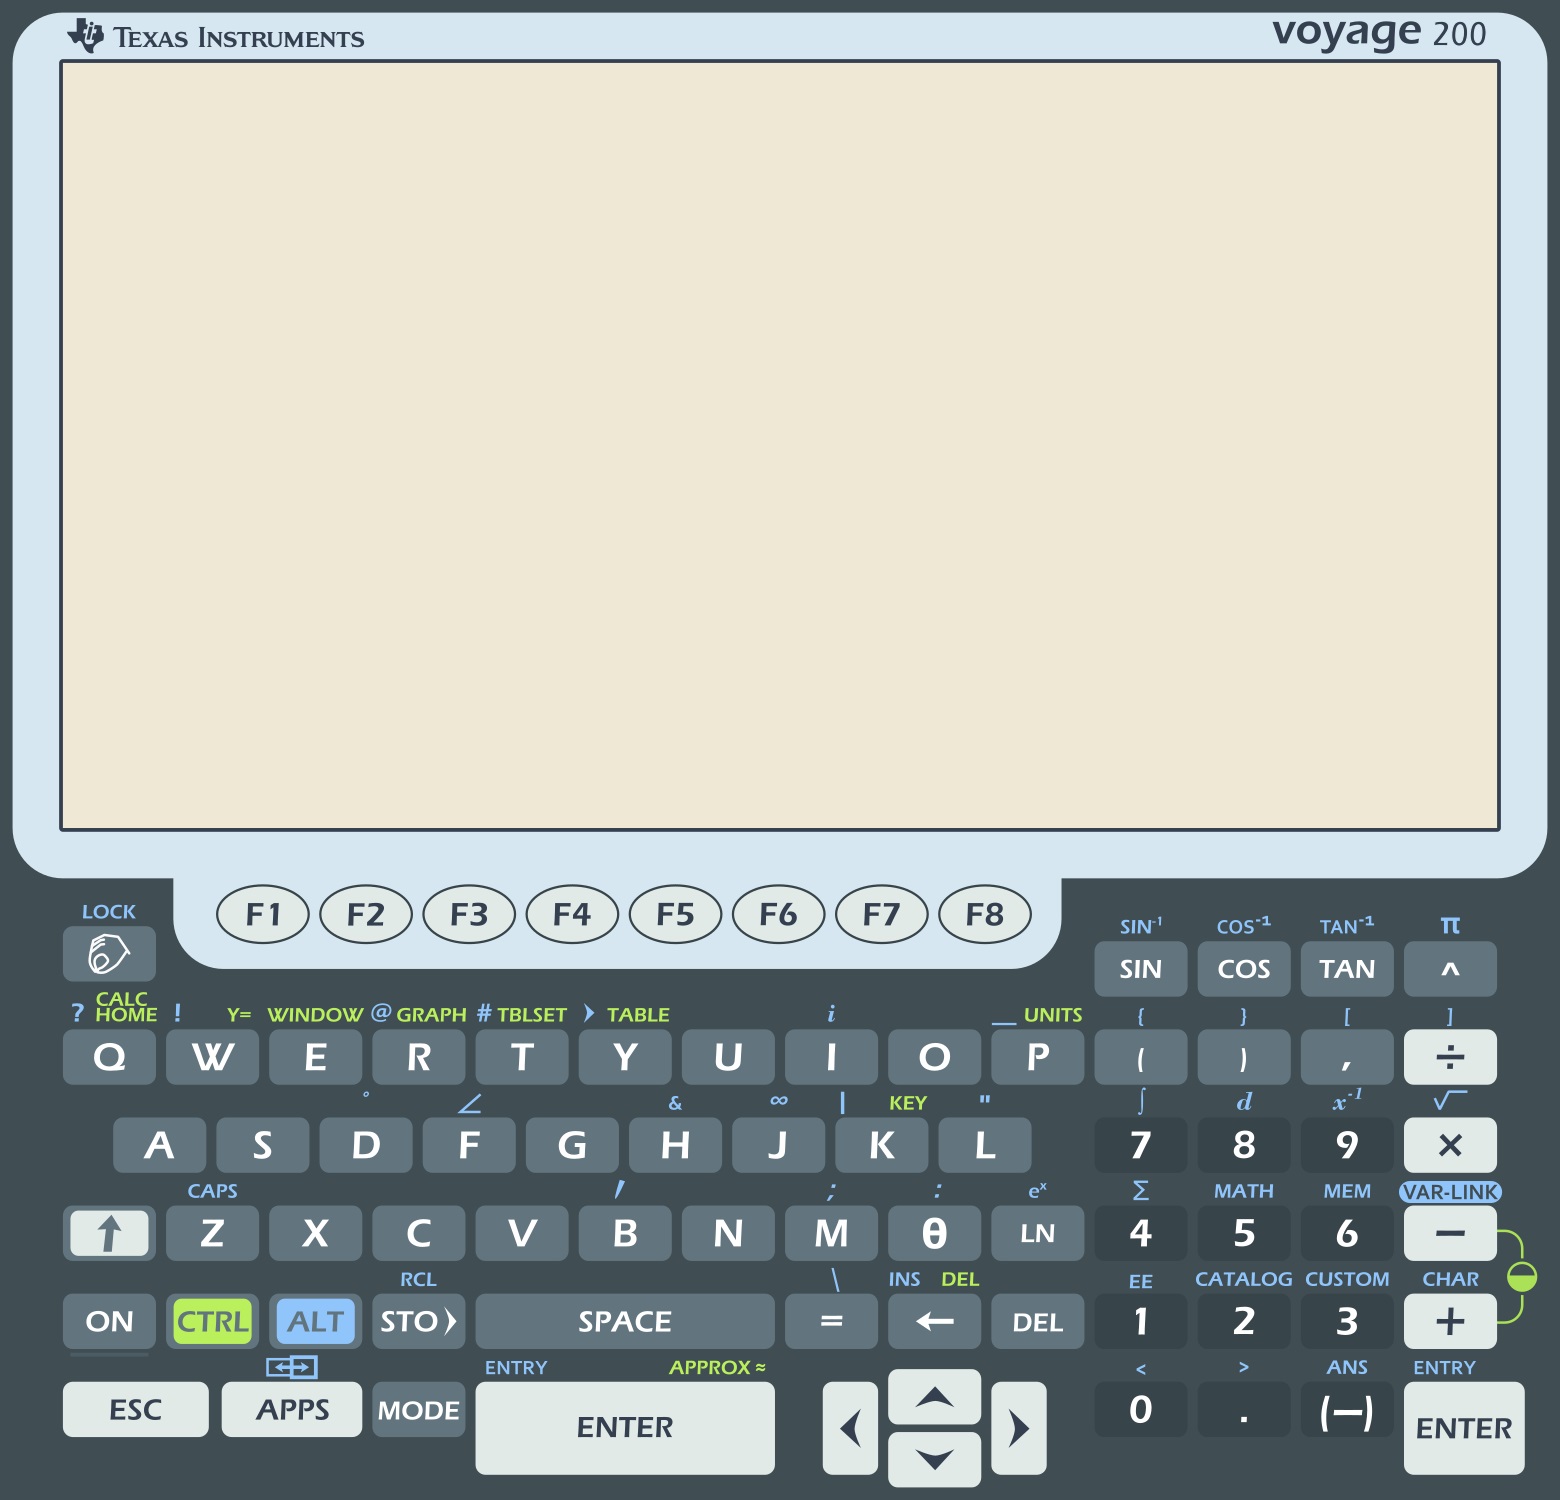 TEXAS INSTRUMENTS voyage 200
LOCK F1 F2 F3 F4 F5 F6 F7 F8
SIN⁻¹ COS⁻¹ TAN⁻¹ π
SIN COS TAN ^
CALC
? HOME ! Y= WINDOW @ GRAPH # TBLSET TABLE i _ UNITS { } [ ]
Q W E R T Y U I O P ( ) , ÷
° ∠ & ∞ | KEY " ∫ d x⁻¹ √
A S D F G H J K L 7 8 9 ×
CAPS ′ ; : eˣ Σ MATH MEM VAR-LINK
↑ Z X C V B N M θ LN 4 5 6 −
RCL \ INS DEL EE CATALOG CUSTOM CHAR
ON CTRL ALT STO SPACE = ← DEL 1 2 3 +
ENTRY APPROX ≈ < > ANS ENTRY
ESC APPS MODE ENTER 0 . (−) ENTER